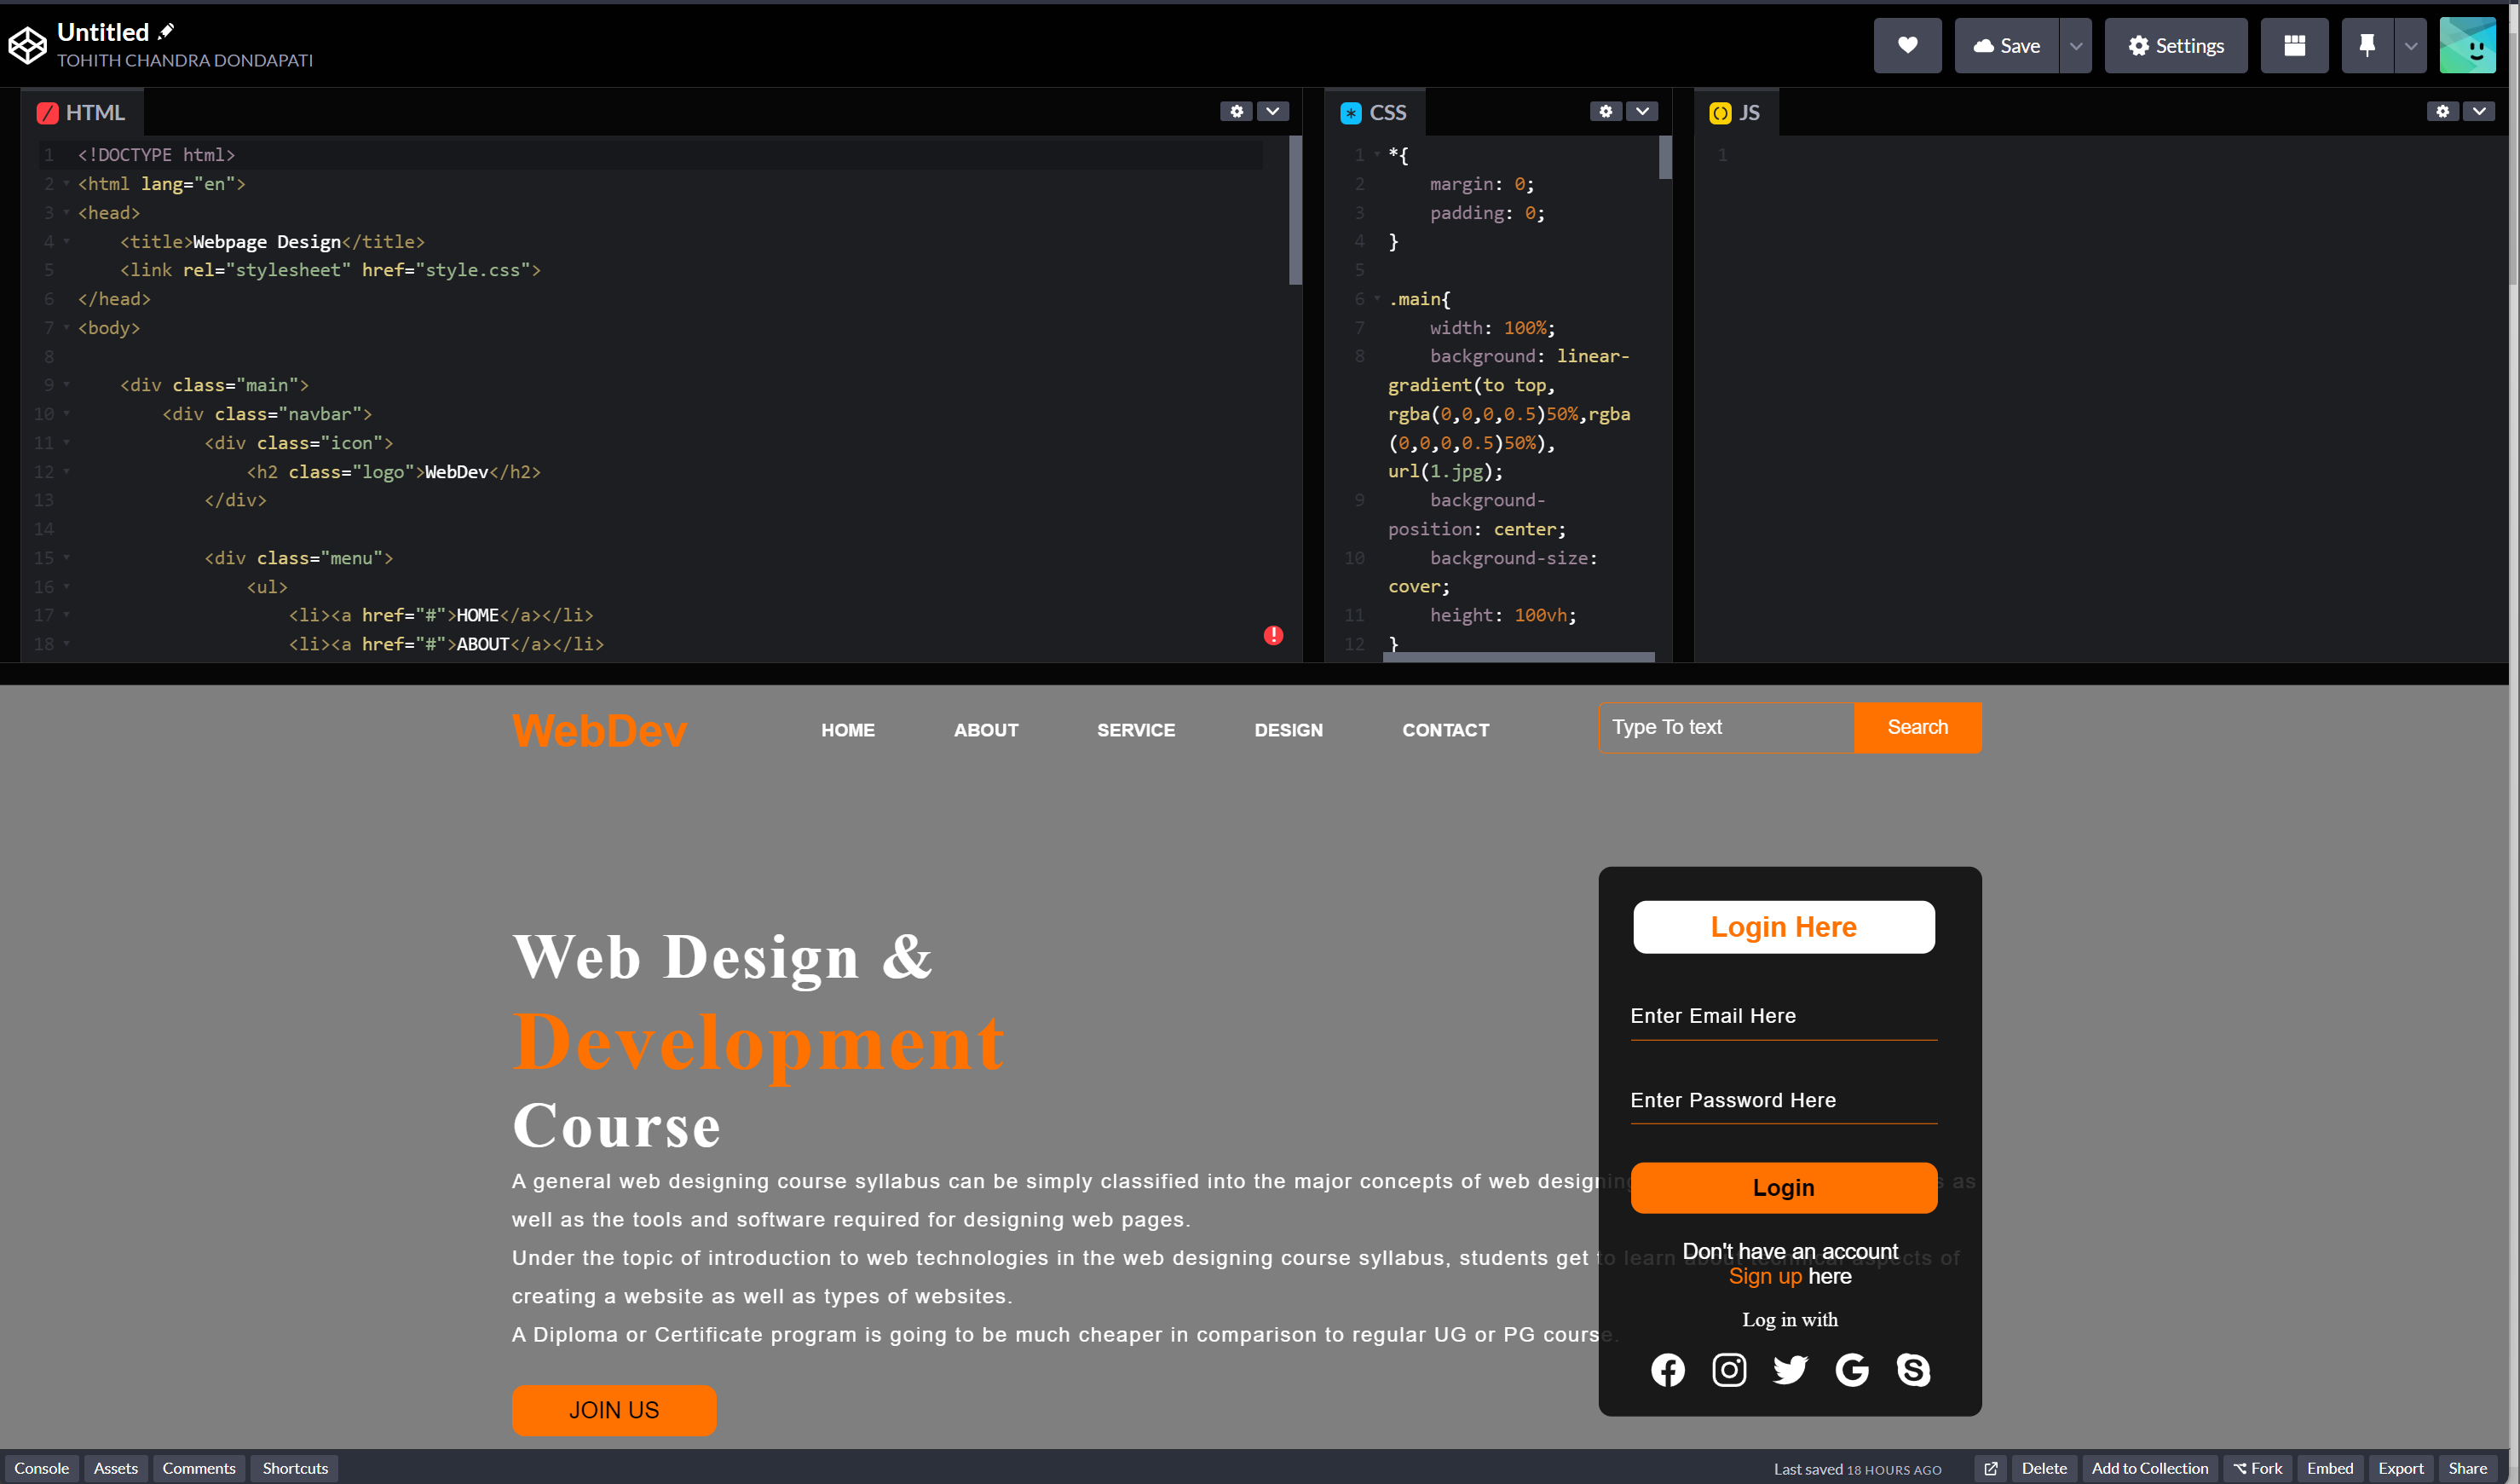 Untitled
TOHITH CHANDRA DONDAPATI
Save
Settings
HTML
1 <!DOCTYPE html>
2 <html lang="en">
3 <head>
4 <title>Webpage Design</title>
5 <link rel="stylesheet" href="style.css">
6 </head>
7 <body>
8
9 <div class="main">
10 <div class="navbar">
11 <div class="icon">
12 <h2 class="logo">WebDev</h2>
13 </div>
14
15 <div class="menu">
16 <ul>
17 <li><a href="#">HOME</a></li>
18 <li><a href="#">ABOUT</a></li>
CSS
1 *{
2 margin: 0;
3 padding: 0;
4 }
5
6 .main{
7 width: 100%;
8 background: linear-
gradient(to top,
rgba(0,0,0,0.5)50%,rgba
(0,0,0,0.5)50%),
url(1.jpg);
9 background-
position: center;
10 background-size:
cover;
11 height: 100vh;
12 }
JS
1
WebDev HOME ABOUT SERVICE DESIGN CONTACT Type To text Search
Web Design &
Development
Course
A general web designing course syllabus can be simply classified into the major concepts of web designing as
well as the tools and software required for designing web pages.
Under the topic of introduction to web technologies in the web designing course syllabus, students get to learn about technical aspects of
creating a website as well as types of websites.
A Diploma or Certificate program is going to be much cheaper in comparison to regular UG or PG course.
JOIN US
Login Here
Enter Email Here
Enter Password Here
Login
Don't have an account
Sign up here
Log in with
Console Assets Comments Shortcuts Last saved 18 HOURS AGO Delete Add to Collection Fork Embed Export Share